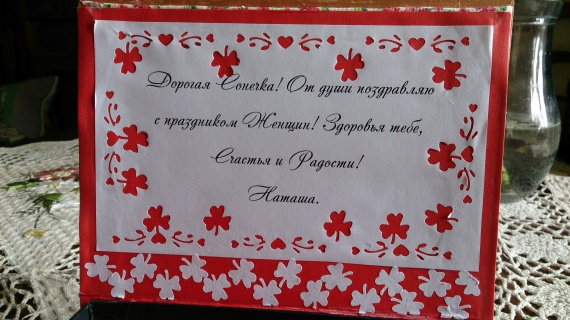 Дорогая Сонечка! От души поздравляю
с праздником Женщин! Здоровья тебе,
Счастья и Радости!
Наташа.